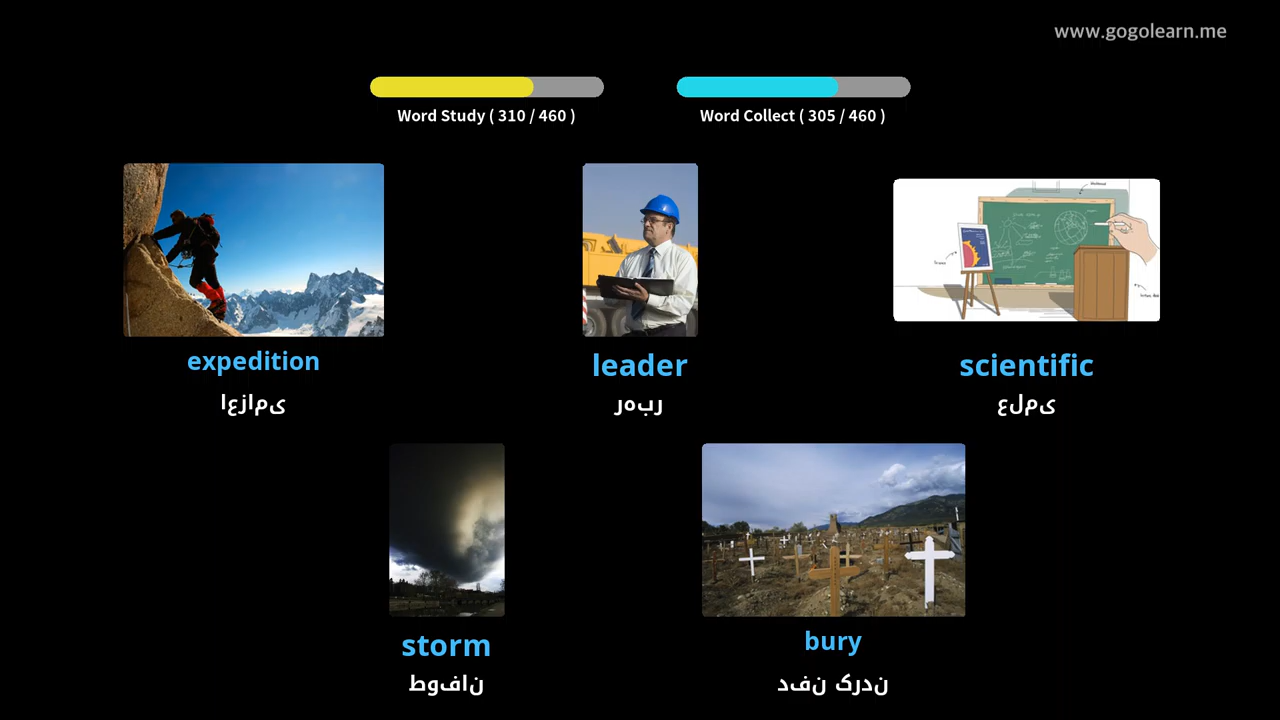 www.gogolearn.me
Word Study ( 310 / 460 )
Word Collect ( 305 / 460 )
expedition
اعزامی
leader
رهبر
scientific
علمی
storm
طوفان
bury
دفن کردن